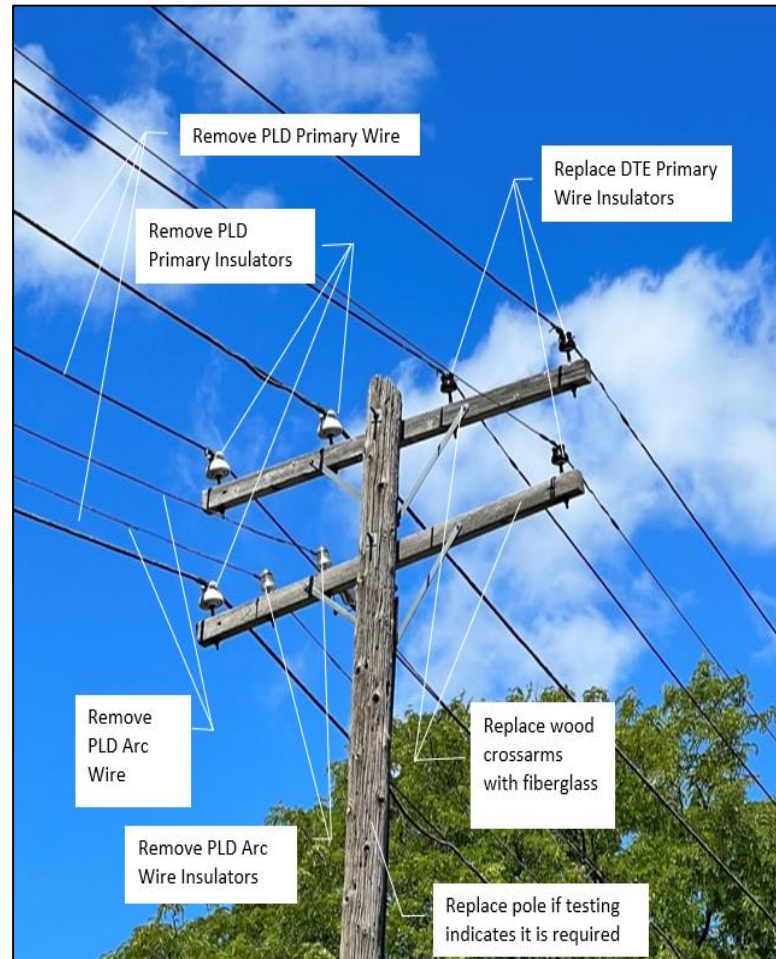 Remove PLD Primary Wire
Replace DTE Primary
Wire Insulators
Remove PLD
Primary Insulators
Remove
PLD Arc
Wire
Replace wood
crossarms
with fiberglass
Remove PLD Arc
Wire Insulators
Replace pole if testing
indicates it is required